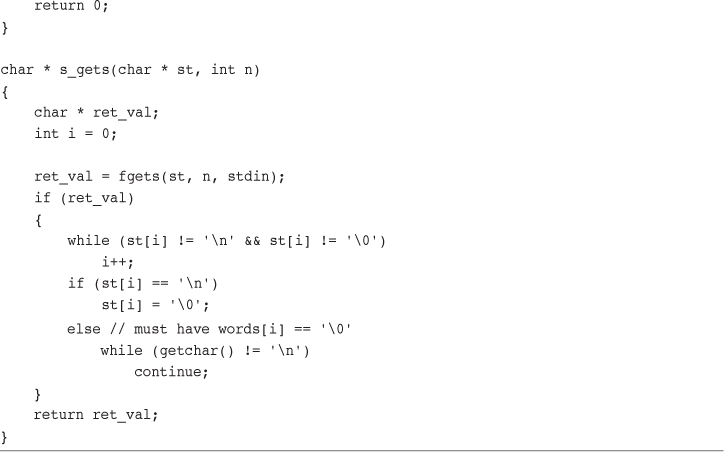 return 0;
}

char * s_gets(char * st, int n)
{
    char * ret_val;
    int i = 0;

    ret_val = fgets(st, n, stdin);
    if (ret_val)
    {
        while (st[i] != '\n' && st[i] != '\0')
            i++;
        if (st[i] == '\n')
            st[i] = '\0';
        else // must have words[i] == '\0'
            while (getchar() != '\n')
                continue;
    }
    return ret_val;
}